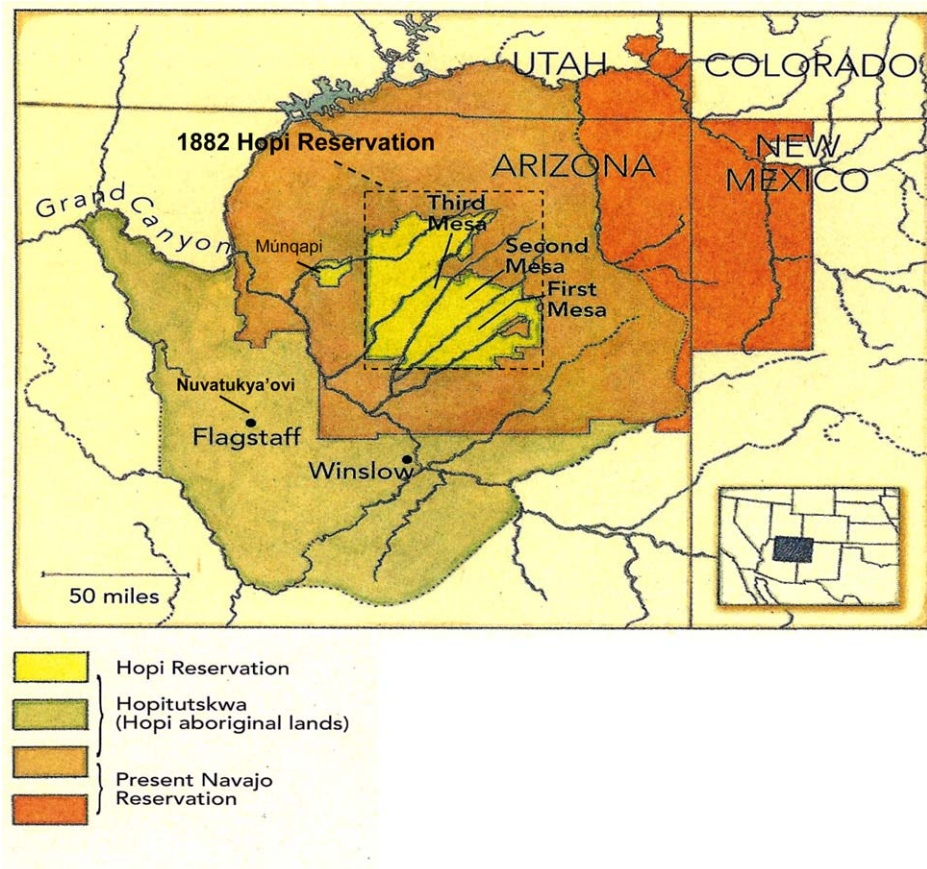 UTAH
COLORADO
1882 Hopi Reservation
ARIZONA
NEW
MEXICO
Grand Canyon
Third
Mesa
Múnqapi
Second
Mesa
First
Mesa
Nuvatukya’ovi
Flagstaff
Winslow
50 miles
Hopi Reservation
Hopitutskwa
(Hopi aboriginal lands)
Present Navajo
Reservation